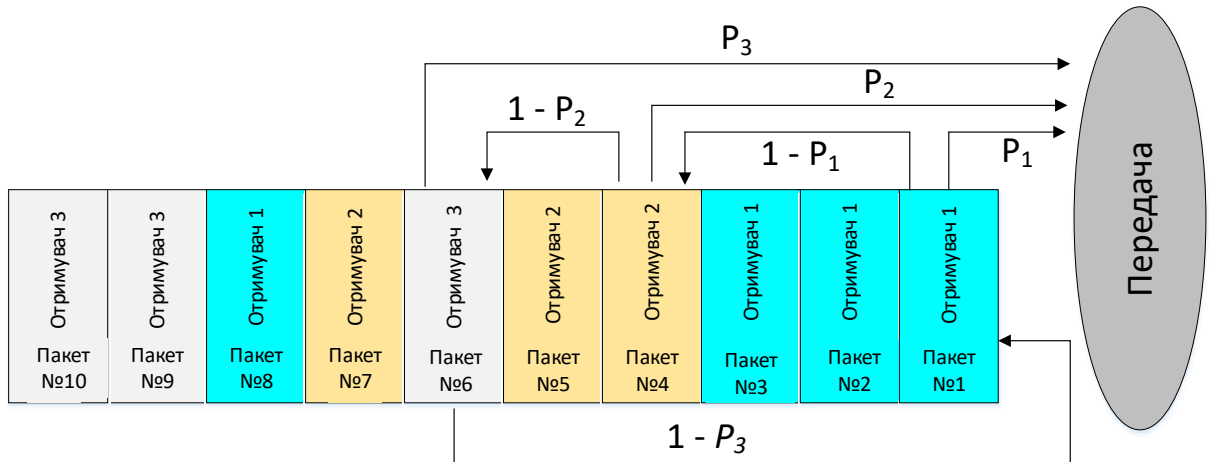 P₃
P₂
1 - P₂
P₁
1 - P₁
Передача
Отримувач 3
Отримувач 3
Отримувач 1
Отримувач 2
Отримувач 3
Отримувач 2
Отримувач 2
Отримувач 1
Отримувач 1
Отримувач 1
Пакет
№10
Пакет
№9
Пакет
№8
Пакет
№7
Пакет
№6
Пакет
№5
Пакет
№4
Пакет
№3
Пакет
№2
Пакет
№1
1 - P₃